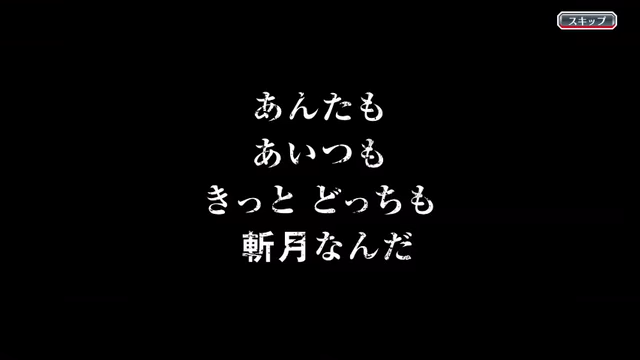 スキップ
あんたも
あいつも
きっと どっちも
斬月なんだ